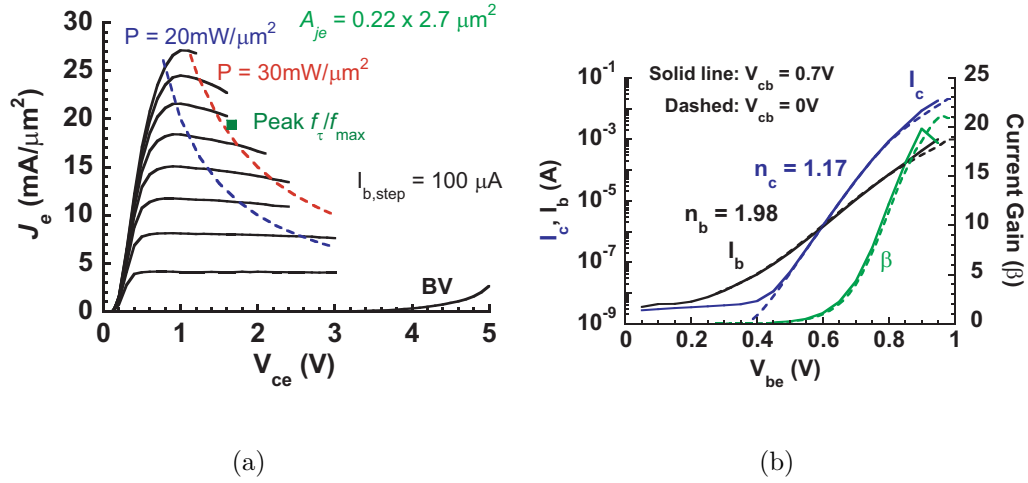 A_je = 0.22 x 2.7 μm²
P = 20mW/μm²
P = 30mW/μm²
Peak f_τ/f_max
I_b,step = 100 μA
BV
J_e (mA/μm²)
30
25
20
15
10
5
0
0 1 2 3 4 5
V_ce (V)
(a)
Solid line: V_cb = 0.7V
Dashed: V_cb = 0V
I_c
n_c = 1.17
n_b = 1.98
I_b
β
I_c, I_b (A)
10⁻¹
10⁻³
10⁻⁵
10⁻⁷
10⁻⁹
25
20
15
10
5
0
Current Gain (β)
0 0.2 0.4 0.6 0.8 1
V_be (V)
(b)